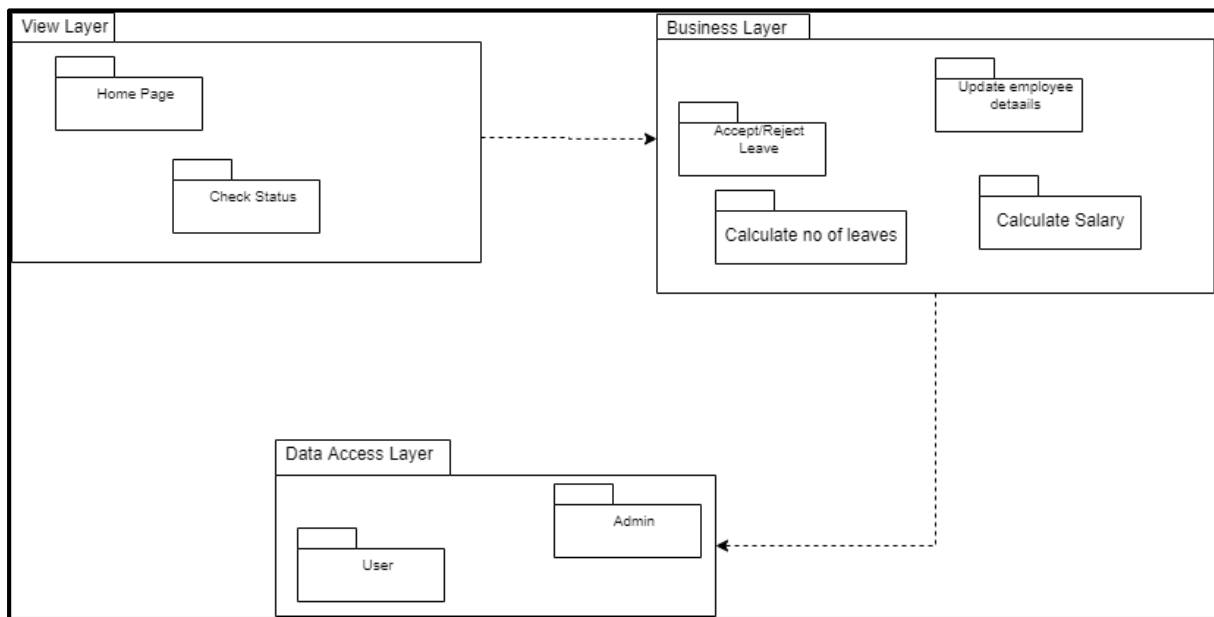 View Layer
Home Page
Check Status
Business Layer
Update employee
detaails
Accept/Reject
Leave
Calculate no of leaves
Calculate Salary
Data Access Layer
Admin
User